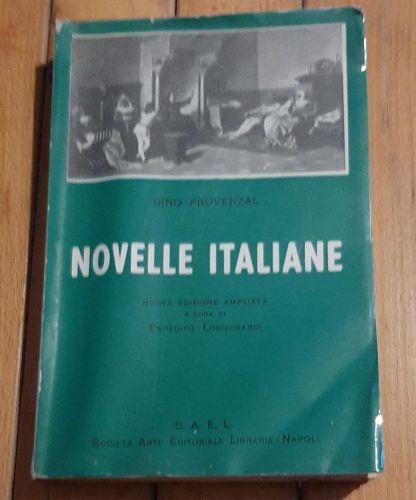 DINO PROVENZAL
NOVELLE ITALIANE
NUOVA EDIZIONE AMPLIATA
A CURA DI
ESPEDITO LONGOBARDI
S. A. E. L.
SOCIETÀ ARTE EDITORIALE LIBRARIA - NAPOLI